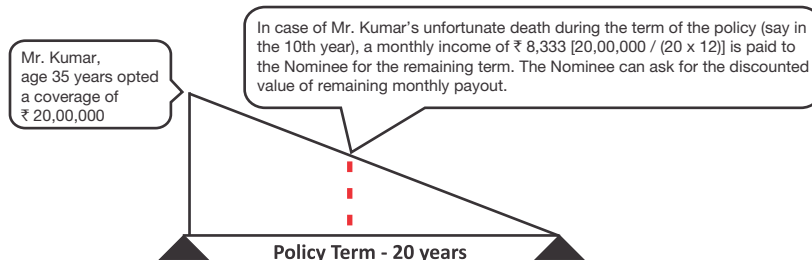 Mr. Kumar,
age 35 years opted
a coverage of
₹ 20,00,000
In case of Mr. Kumar's unfortunate death during the term of the policy (say in
the 10th year), a monthly income of ₹ 8,333 [20,00,000 / (20 x 12)] is paid to
the Nominee for the remaining term. The Nominee can ask for the discounted
value of remaining monthly payout.
Policy Term - 20 years